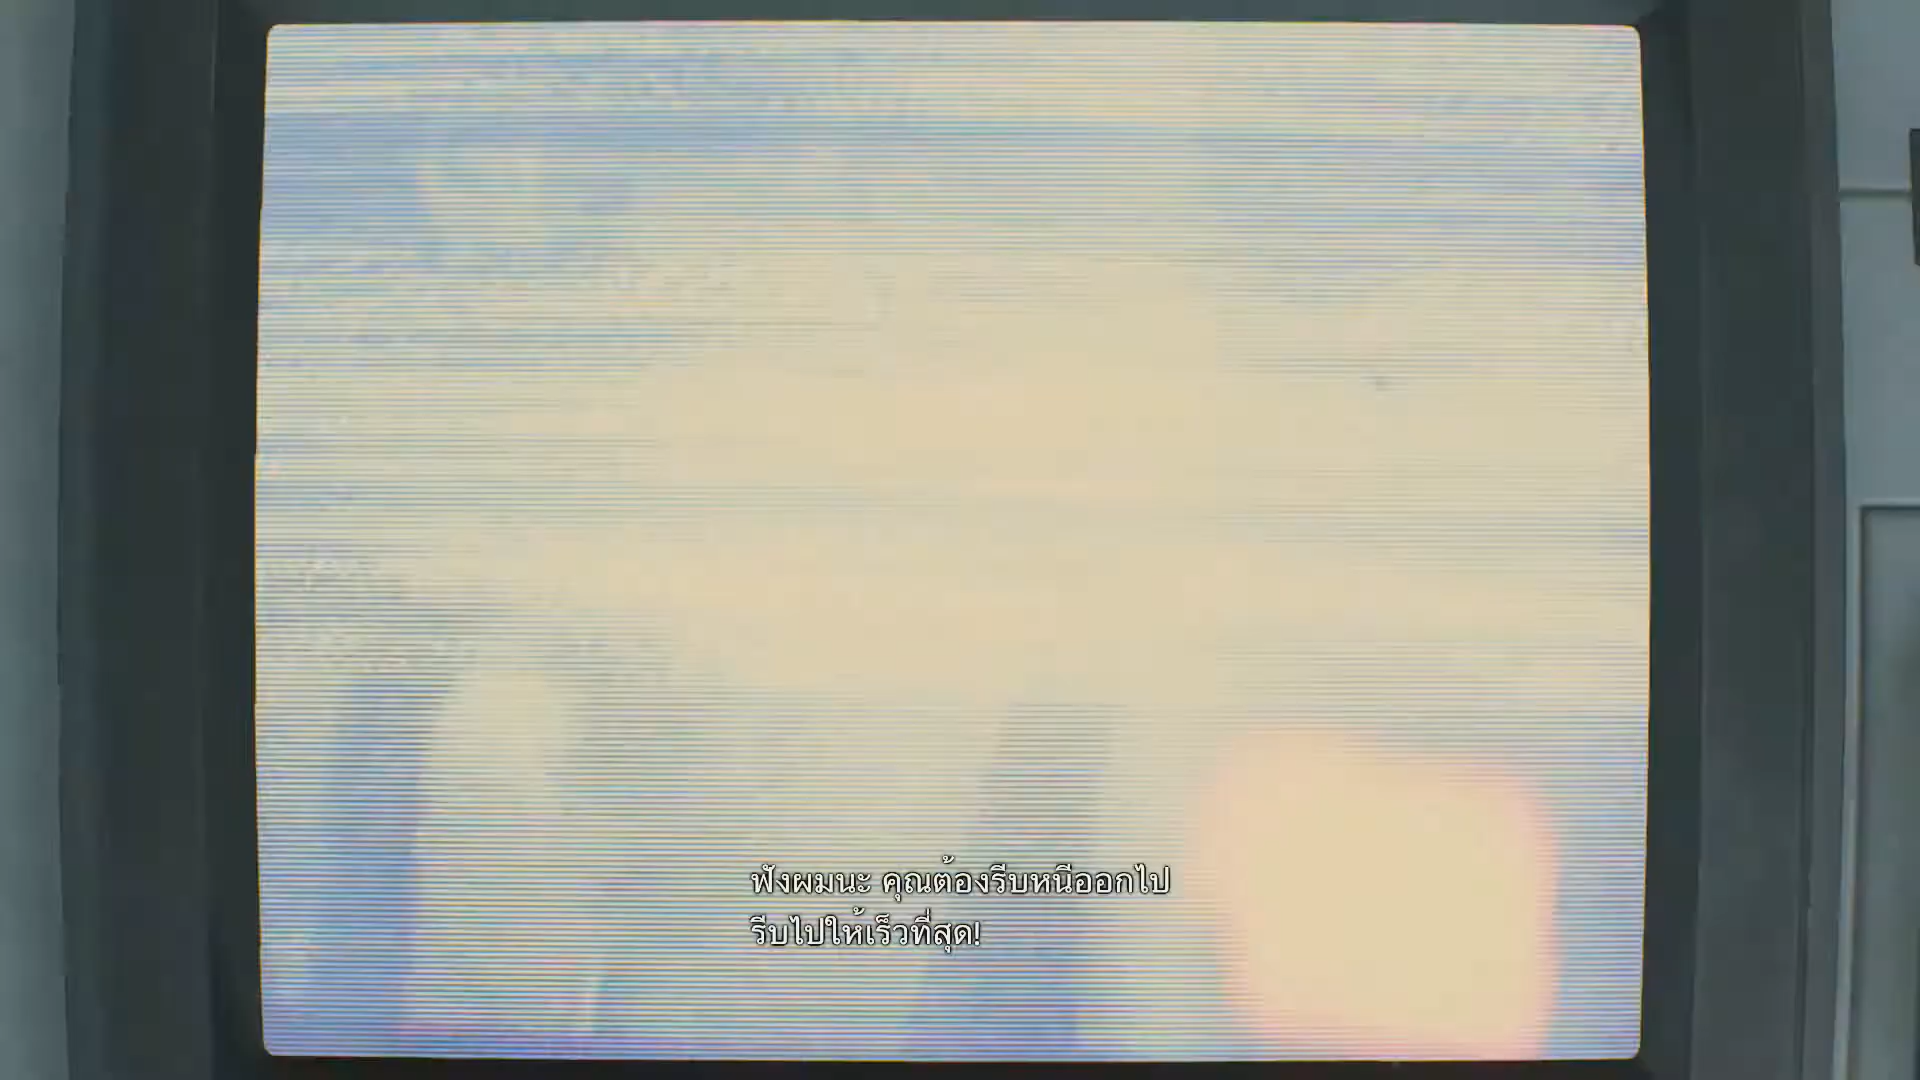 ฟังผมนะ คุณต้องรีบหนีออกไป
รีบไปให้เร็วที่สุด!